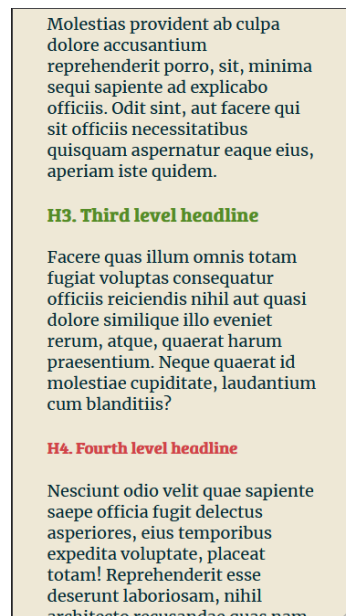 Molestias provident ab culpa
dolore accusantium
reprehenderit porro, sit, minima
sequi sapiente ad explicabo
officiis. Odit sint, aut facere qui
sit officiis necessitatibus
quisquam aspernatur eaque eius,
aperiam iste quidem.
H3. Third level headline
Facere quas illum omnis totam
fugiat voluptas consequatur
officiis reiciendis nihil aut quasi
dolore similique illo eveniet
rerum, atque, quaerat harum
praesentium. Neque quaerat id
molestiae cupiditate, laudantium
cum blanditiis?
H4. Fourth level headline
Nesciunt odio velit quae sapiente
saepe officia fugit delectus
asperiores, eius temporibus
expedita voluptate, placeat
totam! Reprehenderit esse
deserunt laboriosam, nihil
architecto recusandae quas nam